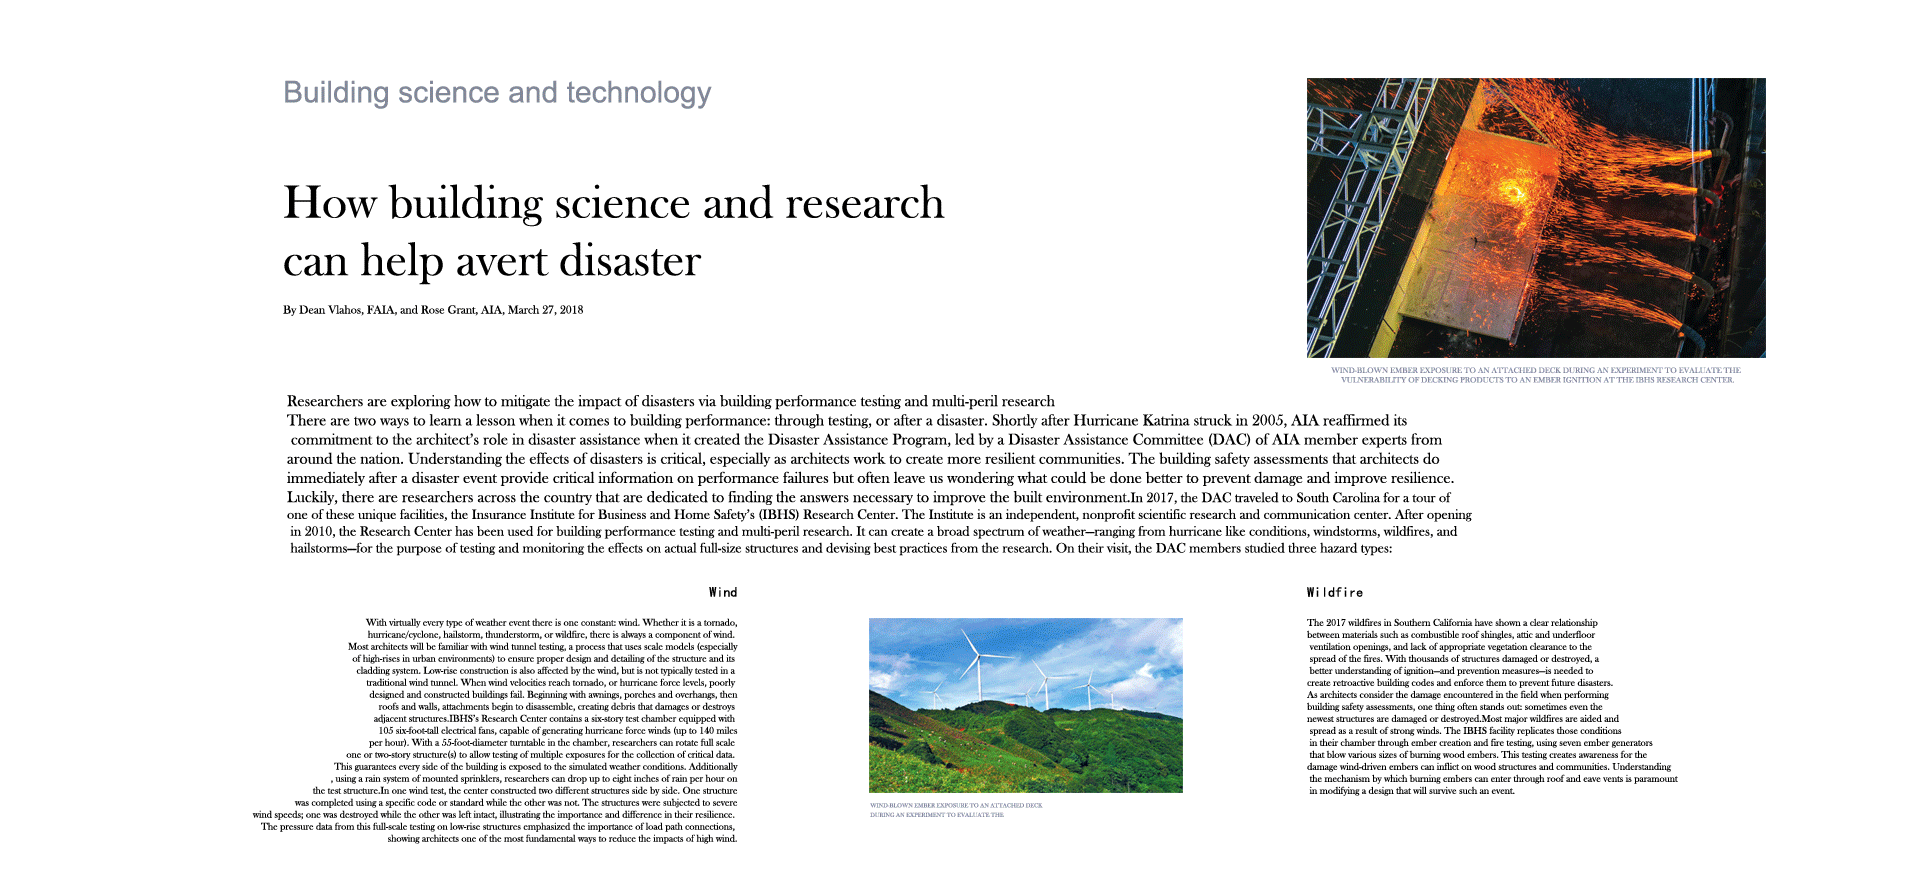 Building science and technology
How building science and research
can help avert disaster
By Dean Vlahos, FAIA, and Rose Grant, AIA, March 27, 2018
WIND-BLOWN EMBER EXPOSURE TO AN ATTACHED DECK DURING AN EXPERIMENT TO EVALUATE THE
VULNERABILITY OF DECKING PRODUCTS TO AN EMBER IGNITION AT THE IBHS RESEARCH CENTER.
Researchers are exploring how to mitigate the impact of disasters via building performance testing and multi-peril research
There are two ways to learn a lesson when it comes to building performance: through testing, or after a disaster. Shortly after Hurricane Katrina struck in 2005, AIA reaffirmed its
commitment to the architect's role in disaster assistance when it created the Disaster Assistance Program, led by a Disaster Assistance Committee (DAC) of AIA member experts from
around the nation. Understanding the effects of disasters is critical, especially as architects work to create more resilient communities. The building safety assessments that architects do
immediately after a disaster event provide critical information on performance failures but often leave us wondering what could be done better to prevent damage and improve resilience.
Luckily, there are researchers across the country that are dedicated to finding the answers necessary to improve the built environment.In 2017, the DAC traveled to South Carolina for a tour of
one of these unique facilities, the Insurance Institute for Business and Home Safety's (IBHS) Research Center. The Institute is an independent, nonprofit scientific research and communication center. After opening
in 2010, the Research Center has been used for building performance testing and multi-peril research. It can create a broad spectrum of weather—ranging from hurricane like conditions, windstorms, wildfires, and
hailstorms—for the purpose of testing and monitoring the effects on actual full-size structures and devising best practices from the research. On their visit, the DAC members studied three hazard types:
Wind
With virtually every type of weather event there is one constant: wind. Whether it is a tornado,
hurricane/cyclone, hailstorm, thunderstorm, or wildfire, there is always a component of wind.
Most architects will be familiar with wind tunnel testing, a process that uses scale models (especially
of high-rises in urban environments) to ensure proper design and detailing of the structure and its
cladding system. Low-rise construction is also affected by the wind, but is not typically tested in a
traditional wind tunnel. When wind velocities reach tornado, or hurricane force levels, poorly
designed and constructed buildings fail. Beginning with awnings, porches and overhangs, then
roofs and walls, attachments begin to disassemble, creating debris that damages or destroys
adjacent structures.IBHS's Research Center contains a six-story test chamber equipped with
105 six-foot-tall electrical fans, capable of generating hurricane force winds (up to 140 miles
per hour). With a 55-foot-diameter turntable in the chamber, researchers can rotate full scale
one or two-story structure(s) to allow testing of multiple exposures for the collection of critical data.
This guarantees every side of the building is exposed to the simulated weather conditions. Additionally
, using a rain system of mounted sprinklers, researchers can drop up to eight inches of rain per hour on
the test structure.In one wind test, the center constructed two different structures side by side. One structure
was completed using a specific code or standard while the other was not. The structures were subjected to severe
wind speeds; one was destroyed while the other was left intact, illustrating the importance and difference in their resilience.
The pressure data from this full-scale testing on low-rise structures emphasized the importance of load path connections,
showing architects one of the most fundamental ways to reduce the impacts of high wind.
WIND-BLOWN EMBER EXPOSURE TO AN ATTACHED DECK
DURING AN EXPERIMENT TO EVALUATE THE
Wildfire
The 2017 wildfires in Southern California have shown a clear relationship
between materials such as combustible roof shingles, attic and underfloor
ventilation openings, and lack of appropriate vegetation clearance to the
spread of the fires. With thousands of structures damaged or destroyed, a
better understanding of ignition—and prevention measures—is needed to
create retroactive building codes and enforce them to prevent future disasters.
As architects consider the damage encountered in the field when performing
building safety assessments, one thing often stands out: sometimes even the
newest structures are damaged or destroyed.Most major wildfires are aided and
spread as a result of strong winds. The IBHS facility replicates those conditions
in their chamber through ember creation and fire testing, using seven ember generators
that blow various sizes of burning wood embers. This testing creates awareness for the
damage wind-driven embers can inflict on wood structures and communities. Understanding
the mechanism by which burning embers can enter through roof and eave vents is paramount
in modifying a design that will survive such an event.